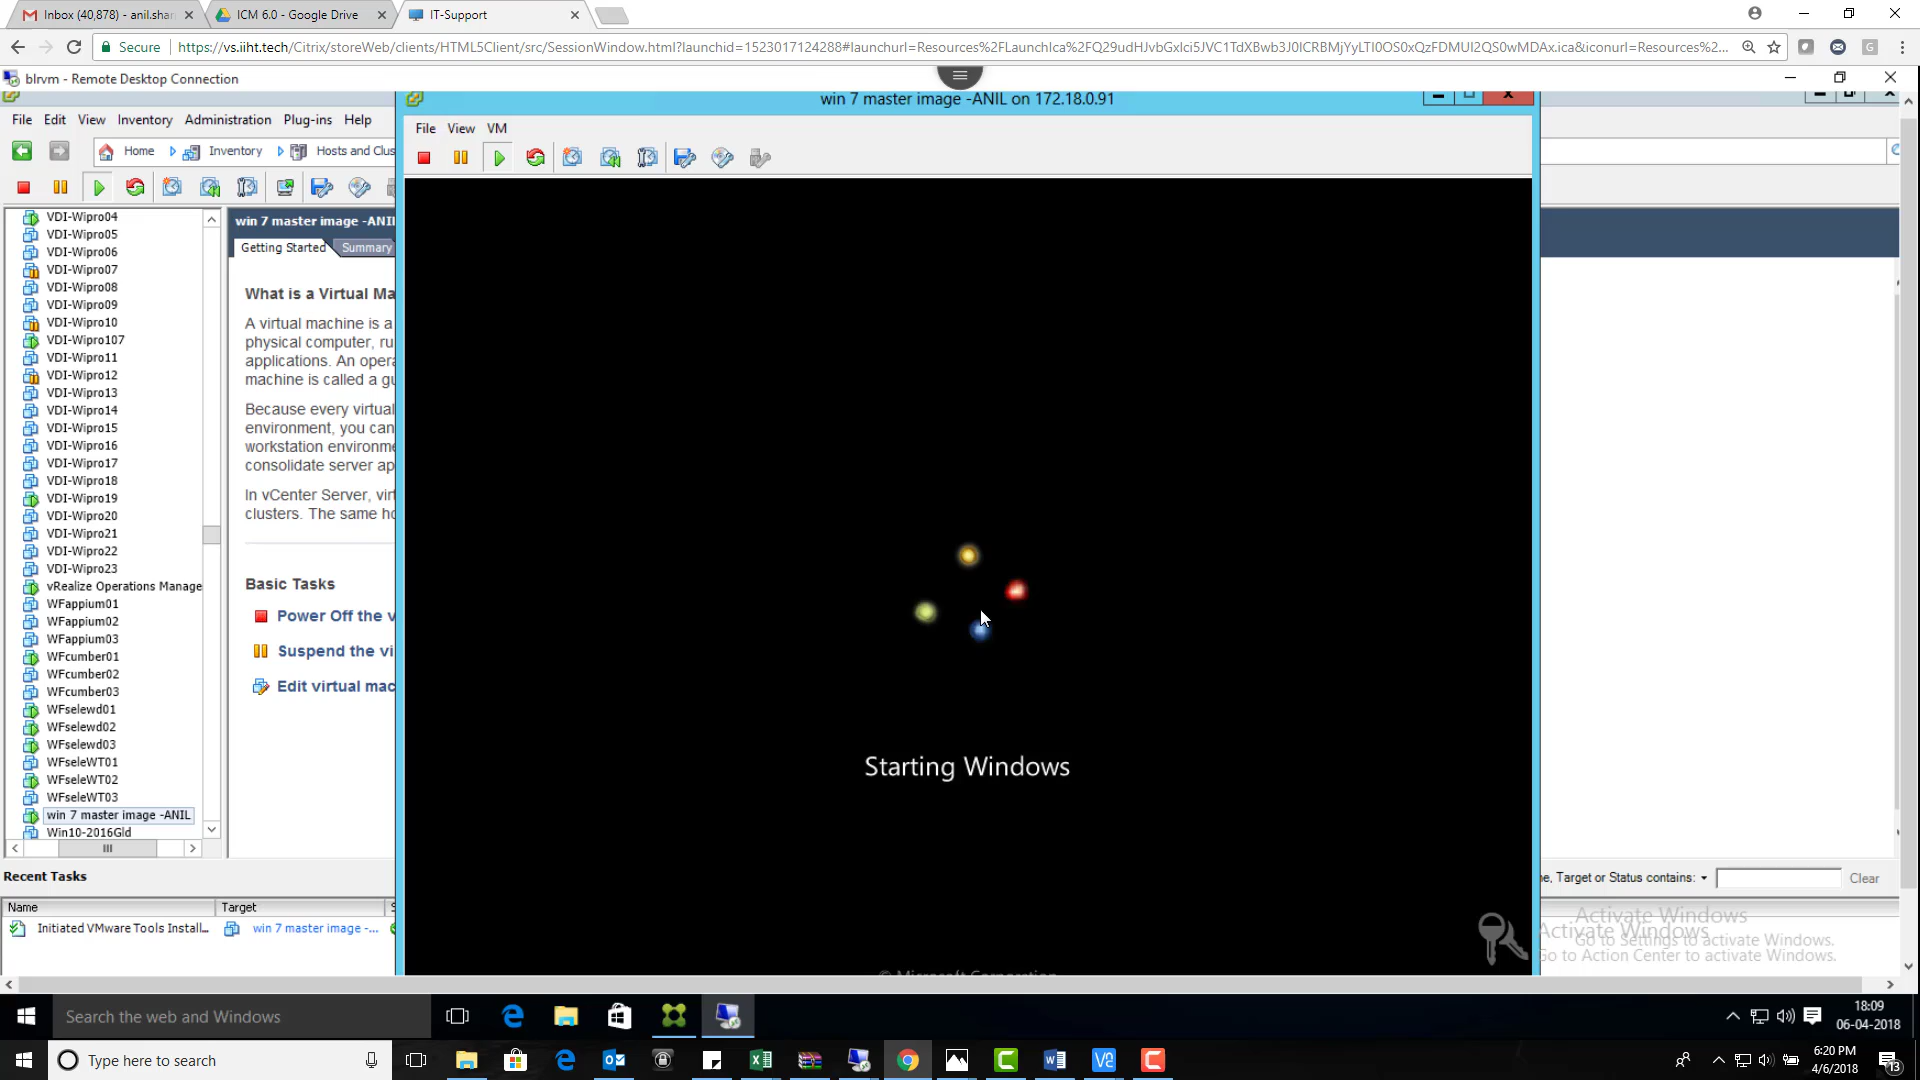 Inbox (40,878) - anil.shar
ICM 6.0 - Google Drive
IT-Support
Secure
https://vs.iiht.tech/Citrix/storeWeb/clients/HTML5Client/src/SessionWindow.html?launchid=1523017124288#launchurl=Resources%2FLaunchIca%2FQ29udHJvbGxlci5JVC1TdXBwb3J0ICRBMjYyLTI0OS0xQzFDMUI2QS0wMDAx.ica&iconurl=Resources%2...
blrvm - Remote Desktop Connection
win 7 master image -ANIL on 172.18.0.91
File Edit View Inventory Administration Plug-ins Help
File View VM
Home Inventory Hosts and Clus
VDI-Wipro04
VDI-Wipro05
VDI-Wipro06
VDI-Wipro07
VDI-Wipro08
VDI-Wipro09
VDI-Wipro10
VDI-Wipro107
VDI-Wipro11
VDI-Wipro12
VDI-Wipro13
VDI-Wipro14
VDI-Wipro15
VDI-Wipro16
VDI-Wipro17
VDI-Wipro18
VDI-Wipro19
VDI-Wipro20
VDI-Wipro21
VDI-Wipro22
VDI-Wipro23
vRealize Operations Manage
WFappium01
WFappium02
WFappium03
WFcumber01
WFcumber02
WFcumber03
WFselewd01
WFselewd02
WFselewd03
WFseleWT01
WFseleWT02
WFseleWT03
win 7 master image -ANIL
Win10-2016Gld
win 7 master image -ANI
Getting Started Summary
What is a Virtual Ma
A virtual machine is a
physical computer, ru
applications. An opera
machine is called a gu
Because every virtual
environment, you can
workstation environme
consolidate server ap
In vCenter Server, virt
clusters. The same ho
Basic Tasks
Power Off the v
Suspend the vi
Edit virtual mac
Starting Windows
© Microsoft Corporation
Recent Tasks
Name Target S
Initiated VMware Tools Install... win 7 master image -...
e, Target or Status contains: Clear
Activate Windows
Go to Settings to activate Windows.
Activate Windows
Go to Action Center to activate Windows.
Search the web and Windows
18:09
06-04-2018
Type here to search
6:20 PM
4/6/2018
13